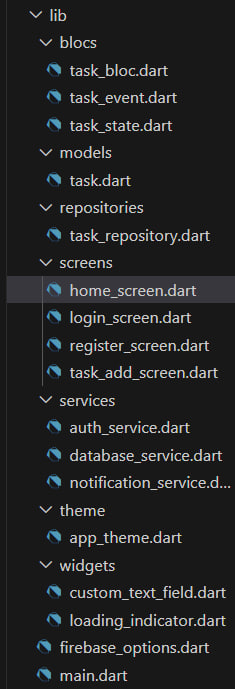 lib
blocs
task_bloc.dart
task_event.dart
task_state.dart
models
task.dart
repositories
task_repository.dart
screens
home_screen.dart
login_screen.dart
register_screen.dart
task_add_screen.dart
services
auth_service.dart
database_service.dart
notification_service.d...
theme
app_theme.dart
widgets
custom_text_field.dart
loading_indicator.dart
firebase_options.dart
main.dart